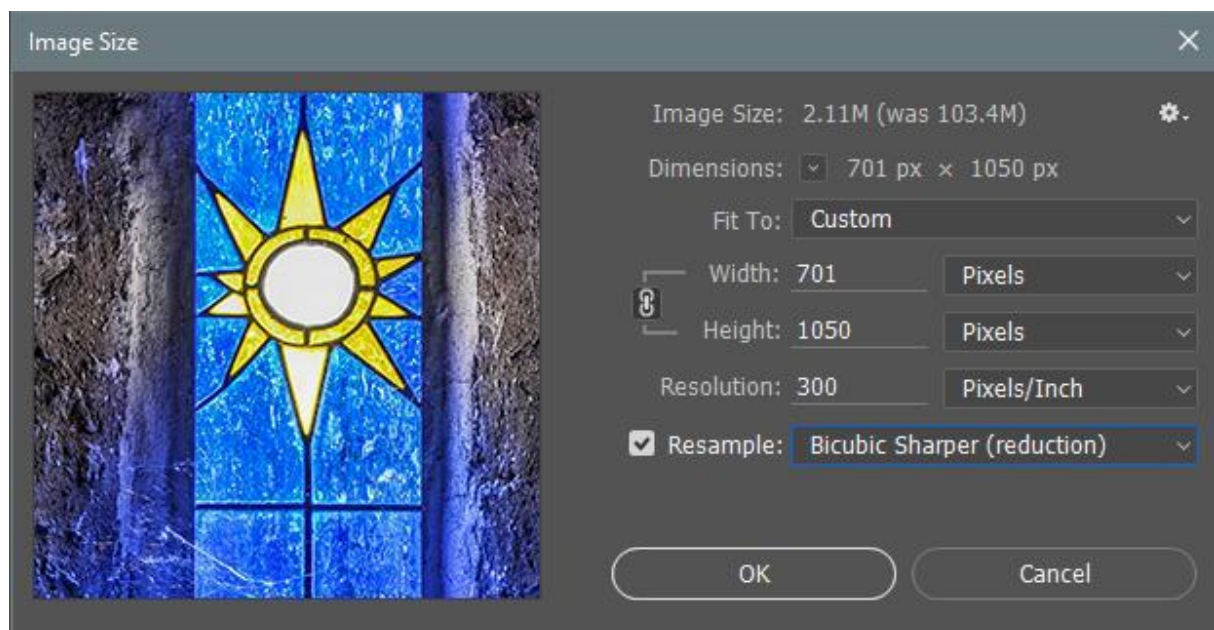 Image Size
Image Size: 2.11M (was 103.4M)
Dimensions: 701 px × 1050 px
Fit To: Custom
Width: 701 Pixels
Height: 1050 Pixels
Resolution: 300 Pixels/Inch
Resample: Bicubic Sharper (reduction)
OK Cancel